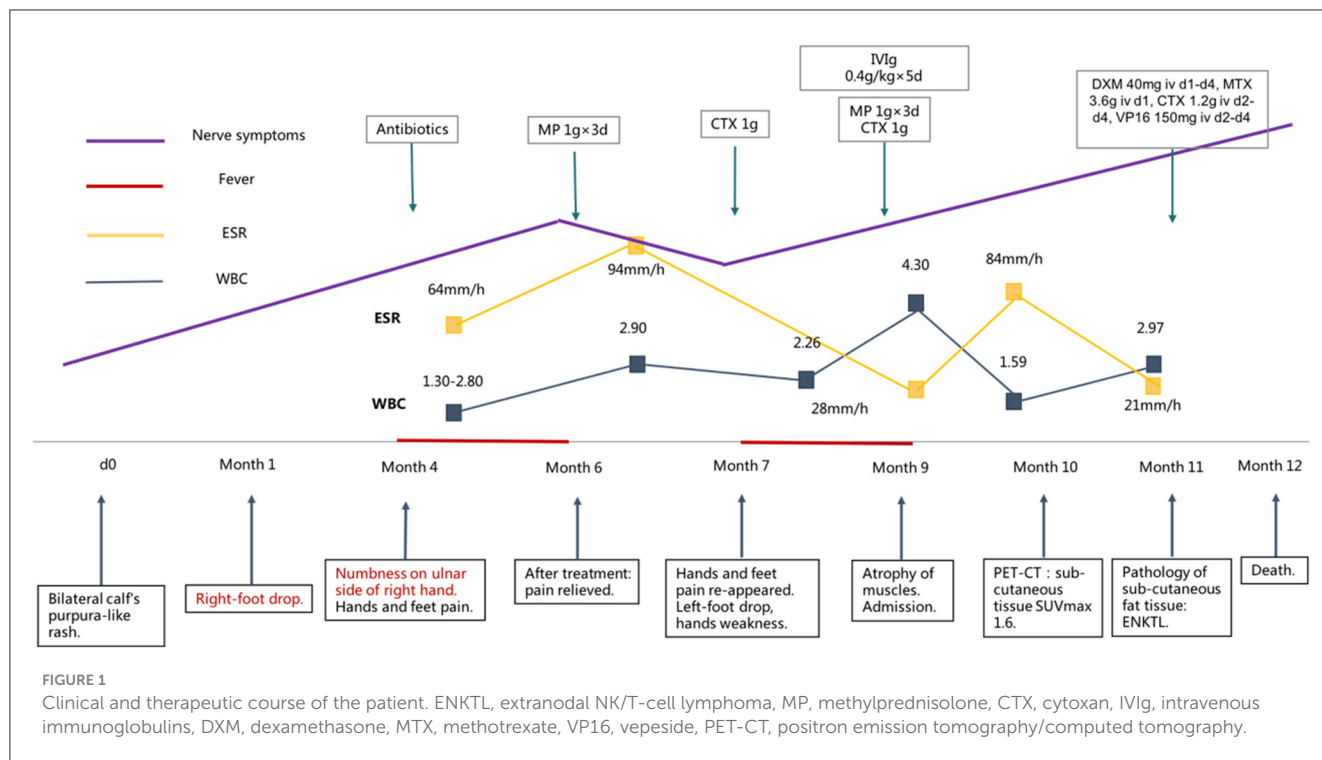 IVIg
0.4g/kg×5d
DXM 40mg iv d1-d4, MTX
3.6g iv d1, CTX 1.2g iv d2-
d4, VP16 150mg iv d2-d4
Antibiotics
MP 1g×3d
CTX 1g
MP 1g×3d
CTX 1g
Nerve symptoms
Fever
ESR
WBC
64mm/h
94mm/h
4.30
84mm/h
ESR
2.90
2.26
1.59
2.97
1.30-2.80
WBC
28mm/h
21mm/h
d0
Month 1
Month 4
Month 6
Month 7
Month 9
Month 10
Month 11
Month 12
Bilateral calf's
purpura-like
rash.
Right-foot drop.
Numbness on ulnar
side of right hand.
Hands and feet pain.
After treatment:
pain relieved.
Hands and feet
pain re-appeared.
Left-foot drop,
hands weakness.
Atrophy of
muscles.
Admission.
PET-CT : sub-
cutaneous
tissue SUVmax
1.6.
Pathology of
sub-cutaneous
fat tissue:
ENKTL.
Death.
FIGURE 1
Clinical and therapeutic course of the patient. ENKTL, extranodal NK/T-cell lymphoma, MP, methylprednisolone, CTX, cytoxan, IVIg, intravenous
immunoglobulins, DXM, dexamethasone, MTX, methotrexate, VP16, vepeside, PET-CT, positron emission tomography/computed tomography.